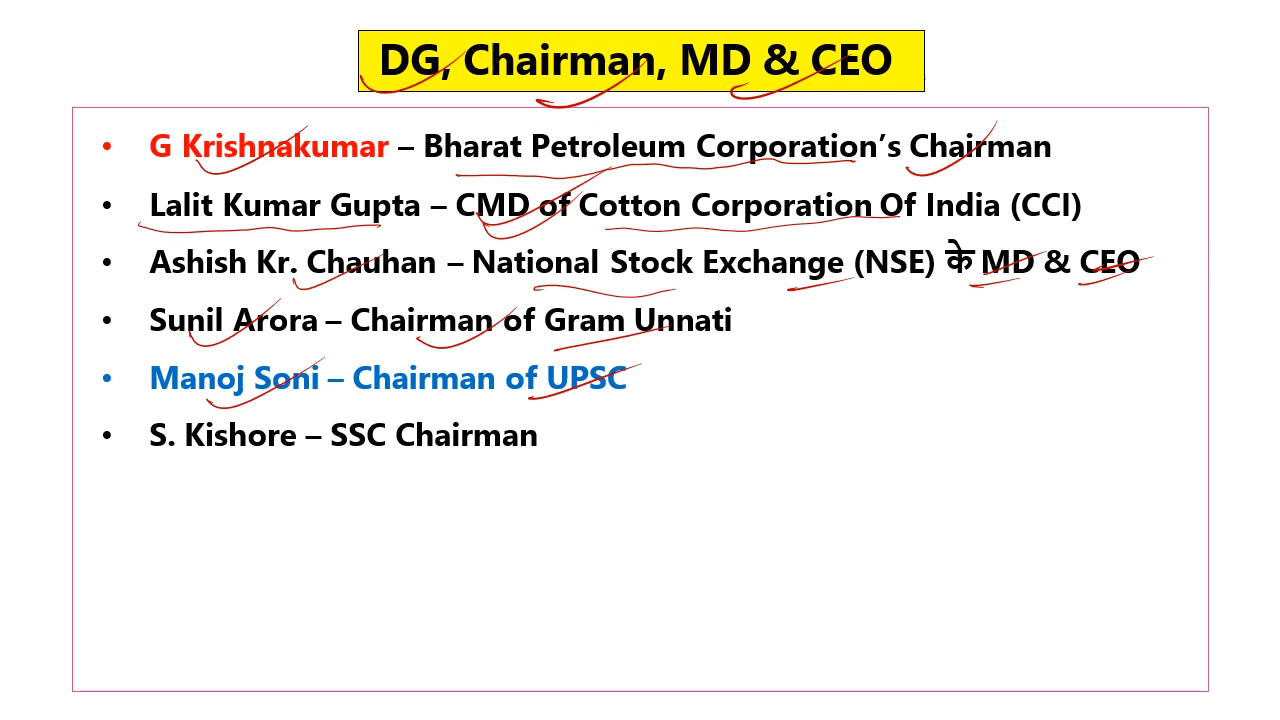 DG, Chairman, MD & CEO
• G Krishnakumar – Bharat Petroleum Corporation’s Chairman
• Lalit Kumar Gupta – CMD of Cotton Corporation Of India (CCI)
• Ashish Kr. Chauhan – National Stock Exchange (NSE) के MD & CEO
• Sunil Arora – Chairman of Gram Unnati
• Manoj Soni – Chairman of UPSC
• S. Kishore – SSC Chairman